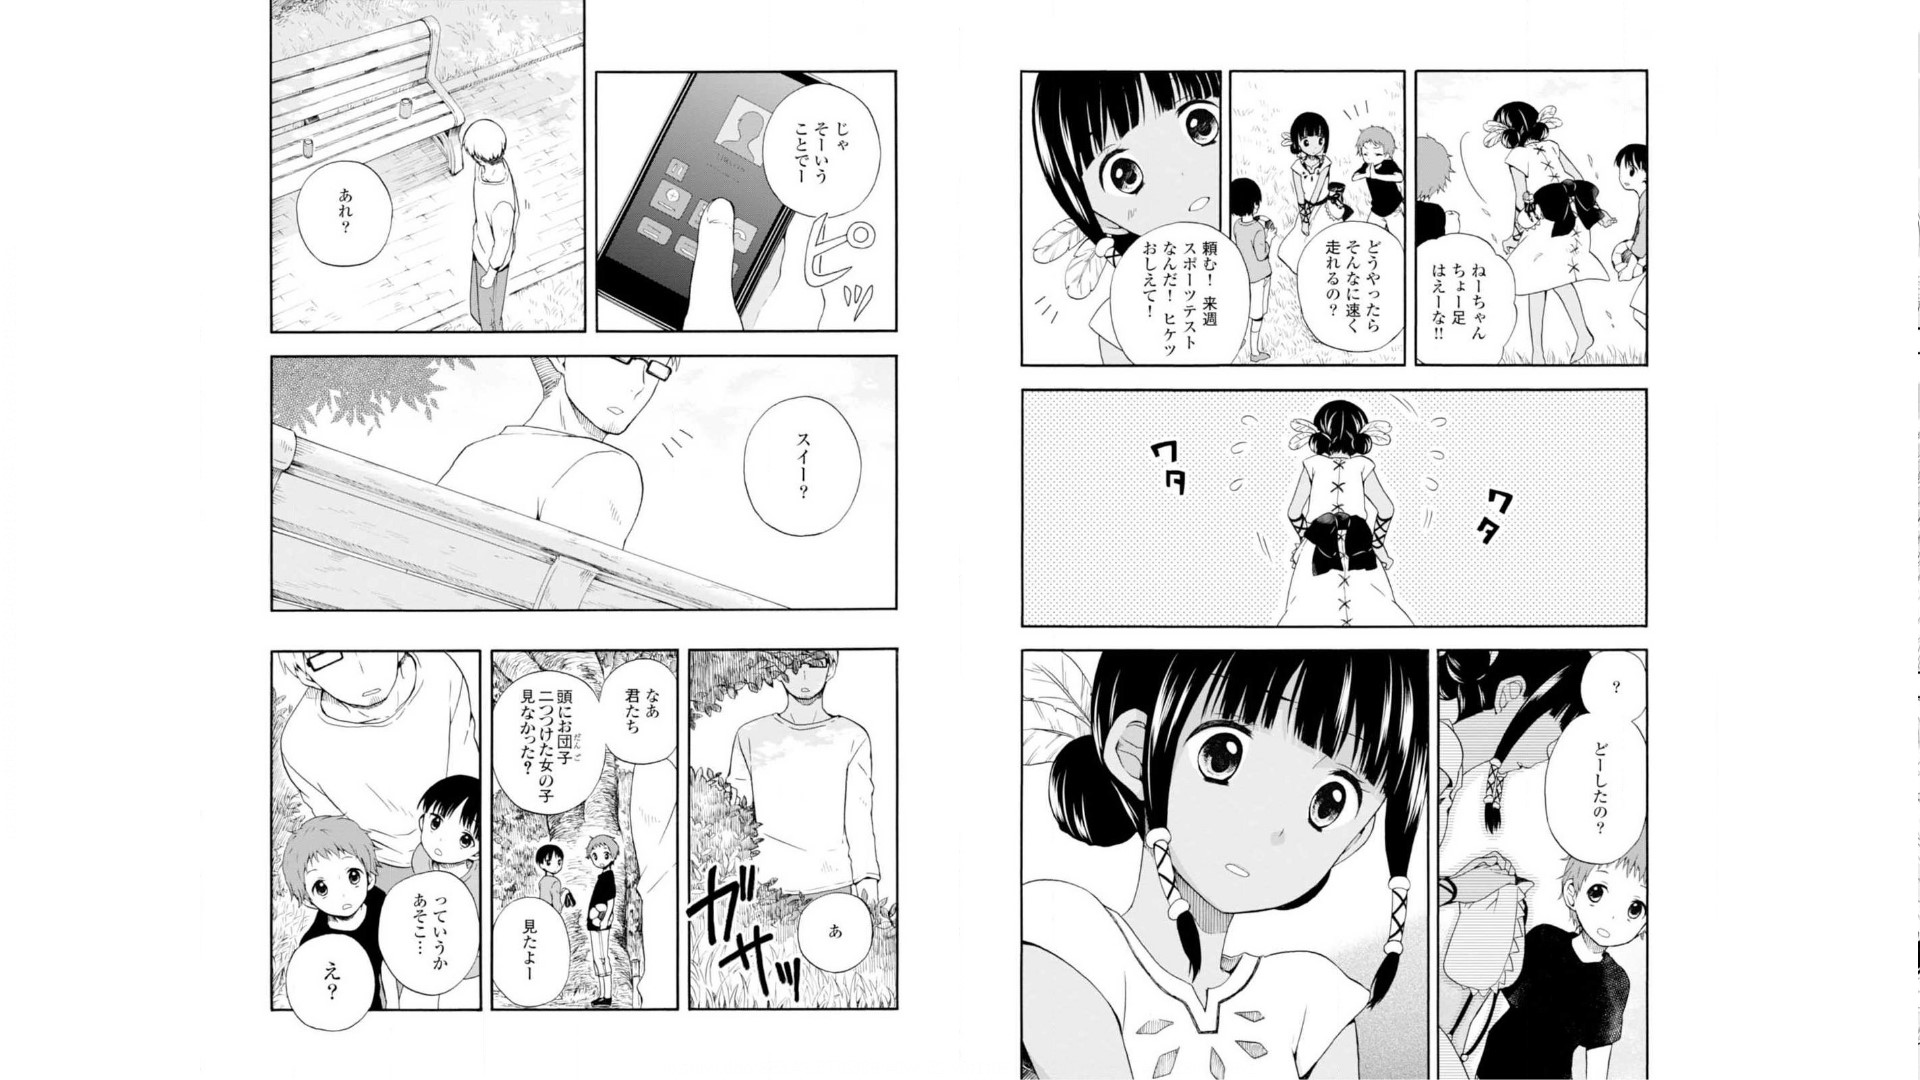 ねーちゃん
ちょー足
はえーな!!
どうやったら
そんなに速く
走れるの?
頼む! 来週
スポーツテスト
なんだ! ヒケツ
おしえて!
ワタ
ワタ
?
どーしたの?
じゃ
そーいう
ことでー
ピッ
あれ?
スイー?
あ
ガサッ
なあ
君たち
頭にお団子
だんご
二つつけた女の子
見なかった?
見たよー
っていうか
あそこ…
え?